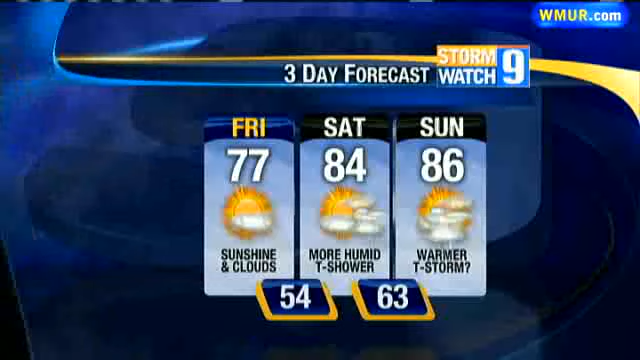 WMUR.com
3 DAY FORECAST
STORM
WATCH 9
FRI
77
SUNSHINE
& CLOUDS
SAT
84
MORE HUMID
T-SHOWER
SUN
86
WARMER
T-STORM?
54
63